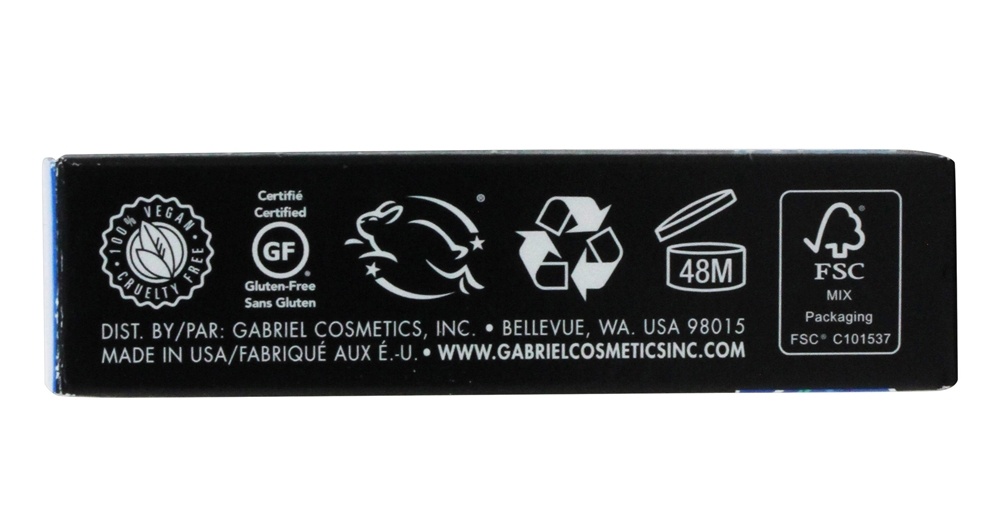 100% VEGAN • CRUELTY FREE •
Certifié
Certified
GF
®
Gluten-Free
Sans Gluten
®
48M
®
FSC
MIX
Packaging
FSC® C101537
DIST. BY/PAR: GABRIEL COSMETICS, INC. • BELLEVUE, WA. USA 98015
MADE IN USA/FABRIQUÉ AUX É.-U. • WWW.GABRIELCOSMETICSINC.COM